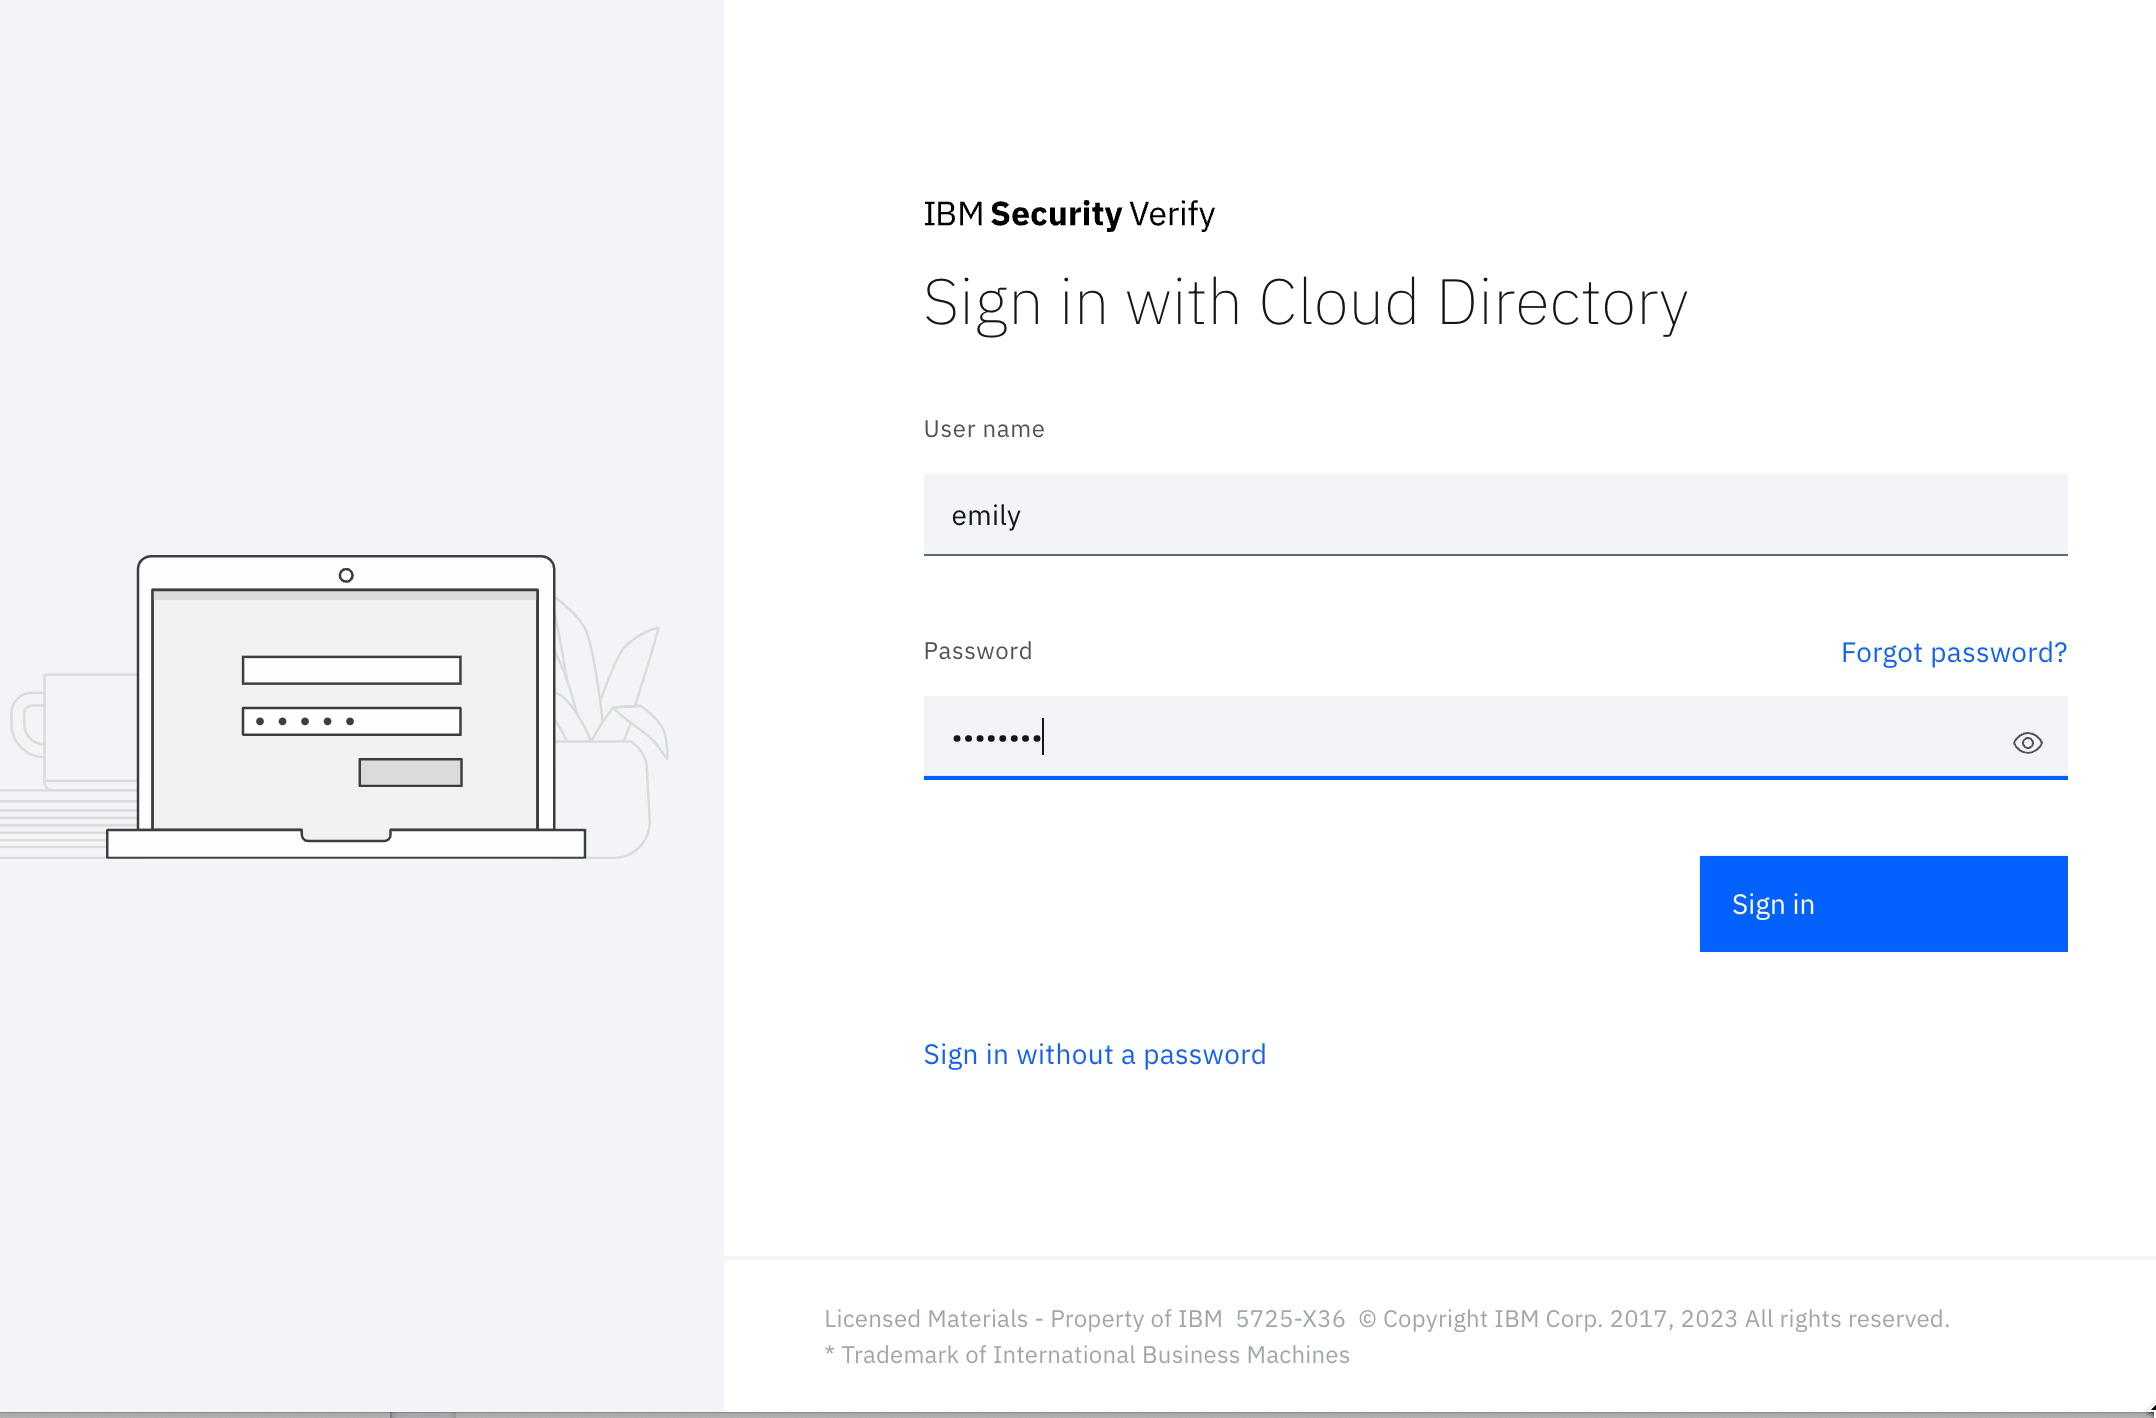 IBM Security Verify
Sign in with Cloud Directory
User name
emily
Password
Forgot password?
••••••••
Sign in
Sign in without a password
Licensed Materials - Property of IBM 5725-X36 © Copyright IBM Corp. 2017, 2023 All rights reserved.
* Trademark of International Business Machines